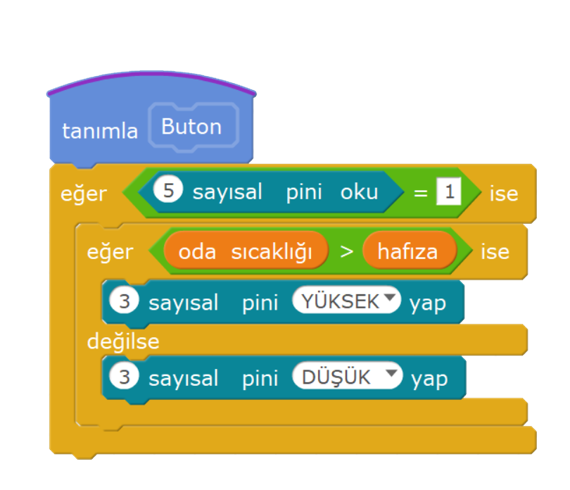 tanımla Buton
eğer 5 sayısal pini oku = 1 ise
eğer oda sıcaklığı > hafıza ise
3 sayısal pini YÜKSEK yap
değilse
3 sayısal pini DÜŞÜK yap